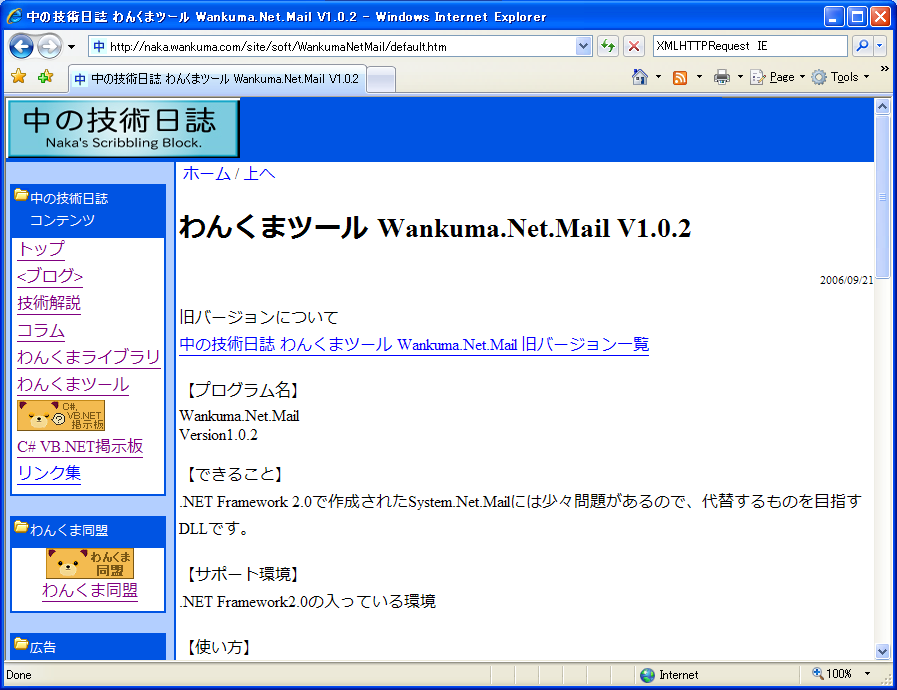 中の技術日誌 わんくまツール Wankuma.Net.Mail V1.0.2 - Windows Internet Explorer
http://naka.wankuma.com/site/soft/WankumaNetMail/default.htm
XMLHTTPRequest IE
中の技術日誌 わんくまツール Wankuma.Net.Mail V1.0.2
Page
Tools
中の技術日誌
Naka's Scribbling Block.
中の技術日誌
コンテンツ
トップ
<ブログ>
技術解説
コラム
わんくまライブラリ
わんくまツール
C#,
VB.NET
掲示板
C# VB.NET掲示板
リンク集
わんくま同盟
わんくま
同盟
わんくま同盟
広告
ホーム / 上へ
わんくまツール Wankuma.Net.Mail V1.0.2
2006/09/21
旧バージョンについて
中の技術日誌 わんくまツール Wankuma.Net.Mail 旧バージョン一覧
【プログラム名】
Wankuma.Net.Mail
Version1.0.2
【できること】
.NET Framework 2.0で作成されたSystem.Net.Mailには少々問題があるので、代替するものを目指す
DLLです。
【サポート環境】
.NET Framework2.0の入っている環境
【使い方】
Done
Internet
100%